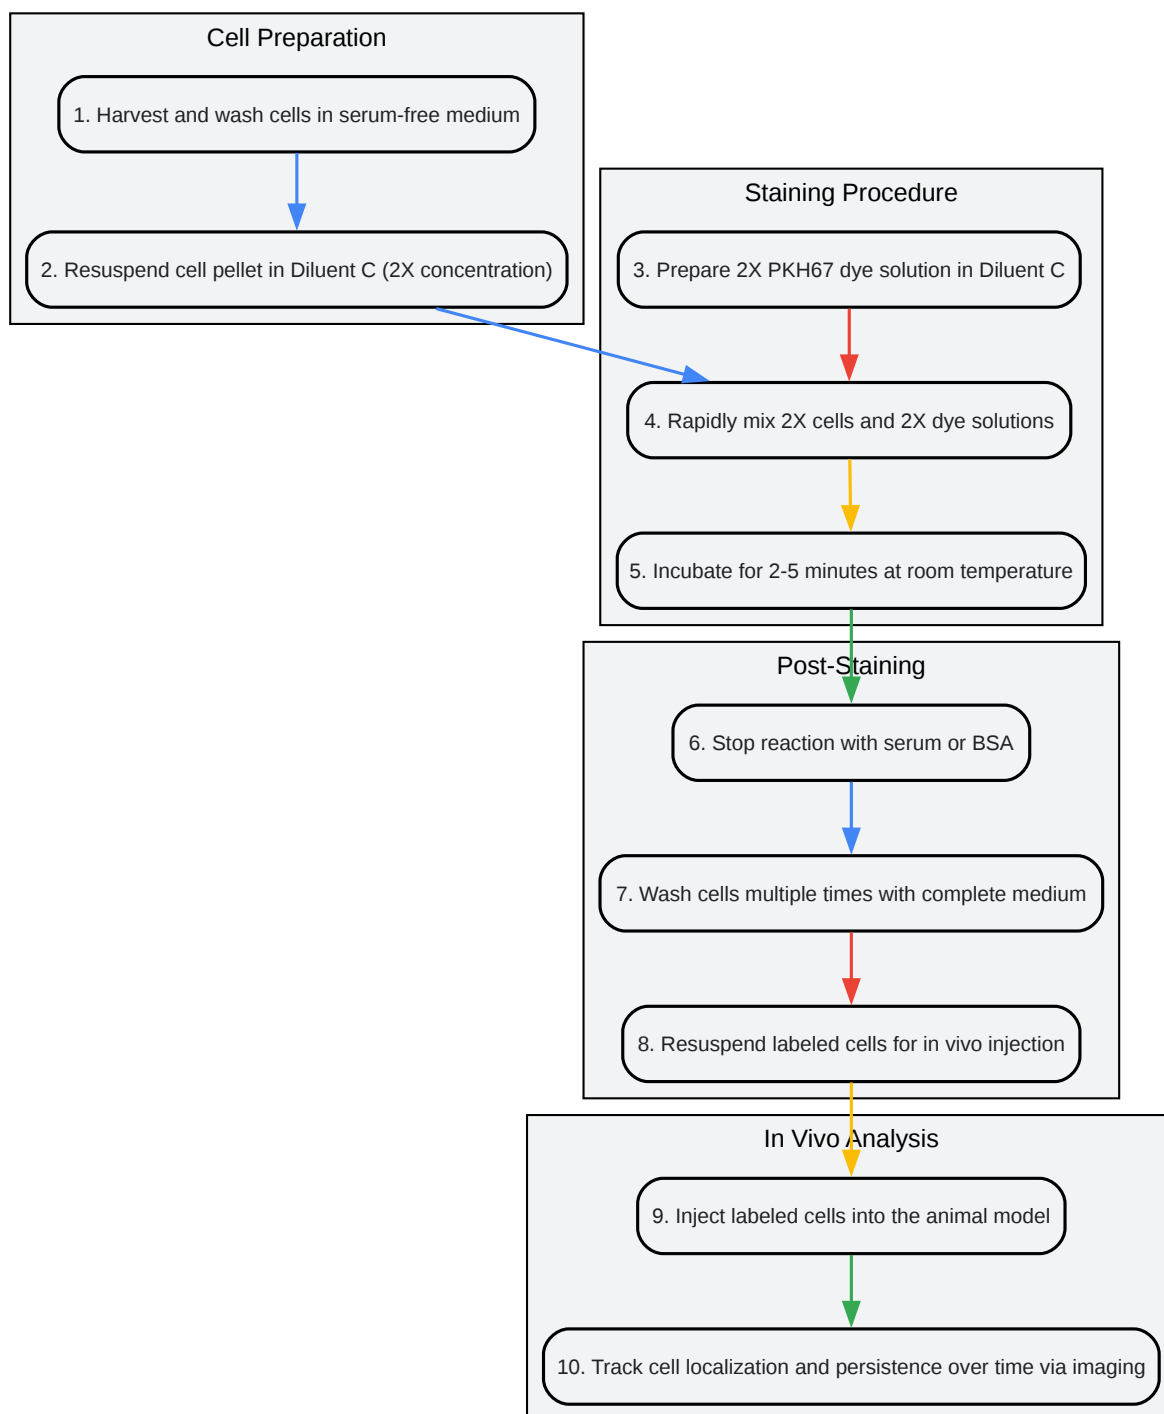 Cell Preparation
1. Harvest and wash cells in serum-free medium
2. Resuspend cell pellet in Diluent C (2X concentration)
Staining Procedure
3. Prepare 2X PKH67 dye solution in Diluent C
4. Rapidly mix 2X cells and 2X dye solutions
5. Incubate for 2-5 minutes at room temperature
Post-Staining
6. Stop reaction with serum or BSA
7. Wash cells multiple times with complete medium
8. Resuspend labeled cells for in vivo injection
In Vivo Analysis
9. Inject labeled cells into the animal model
10. Track cell localization and persistence over time via imaging